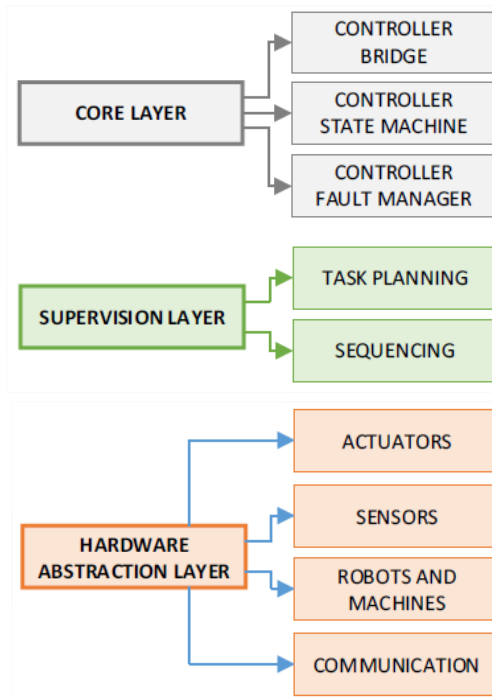 CONTROLLER
BRIDGE
CORE LAYER
CONTROLLER
STATE MACHINE
CONTROLLER
FAULT MANAGER
SUPERVISION LAYER
TASK PLANNING
SEQUENCING
HARDWARE
ABSTRACTION LAYER
ACTUATORS
SENSORS
ROBOTS AND
MACHINES
COMMUNICATION